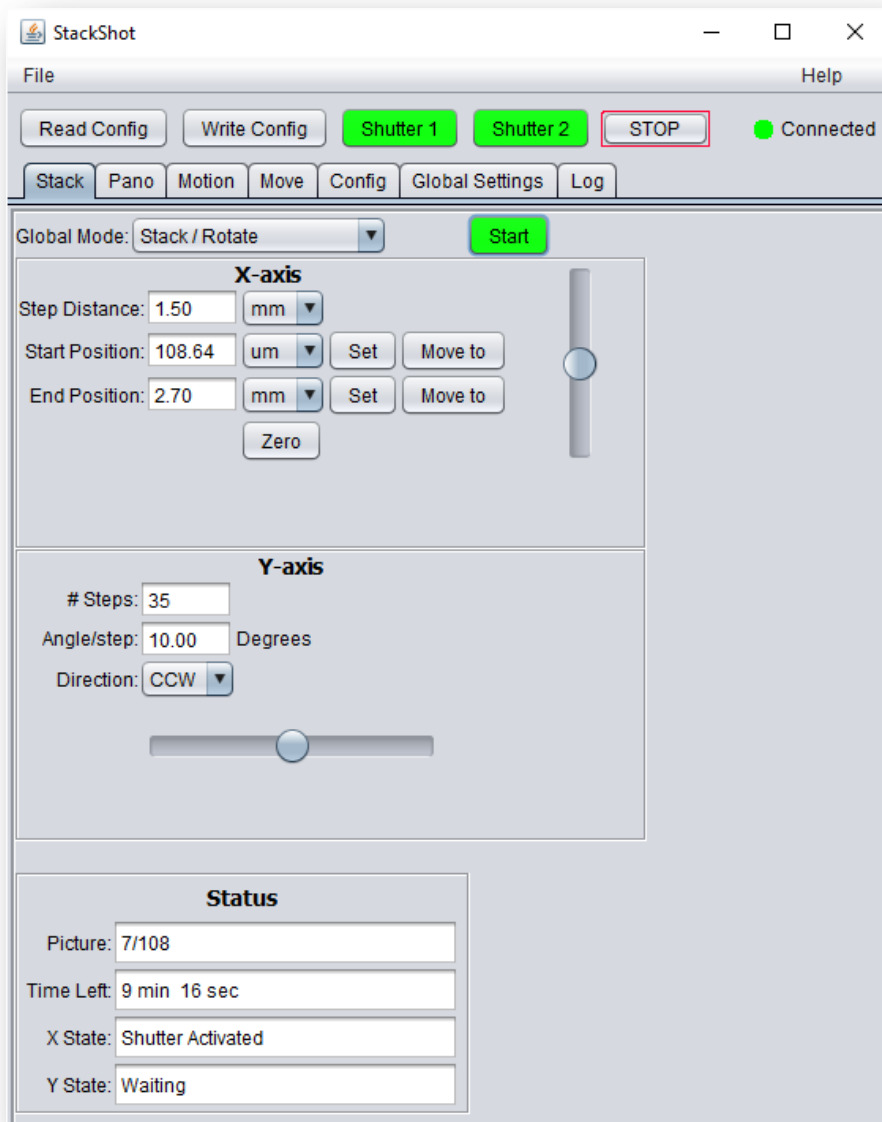 StackShot
File Help
Read Config Write Config Shutter 1 Shutter 2 STOP Connected
Stack Pano Motion Move Config Global Settings Log
Global Mode: Stack / Rotate Start
X-axis
Step Distance: 1.50 mm
Start Position: 108.64 um Set Move to
End Position: 2.70 mm Set Move to
Zero
Y-axis
# Steps: 35
Angle/step: 10.00 Degrees
Direction: CCW
Status
Picture: 7/108
Time Left: 9 min 16 sec
X State: Shutter Activated
Y State: Waiting